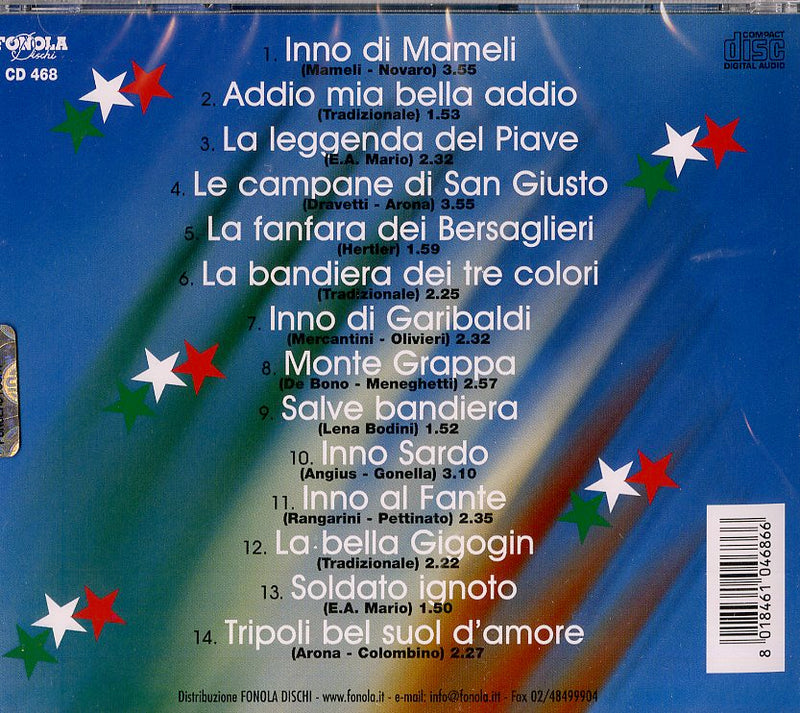 FONOLA
Dischi
CD 468
COMPACT
disc
DIGITAL AUDIO
1. Inno di Mameli
(Mameli - Novaro) 3.55
2. Addio mia bella addio
(Tradizionale) 1.53
3. La leggenda del Piave
(E.A. Mario) 2.32
4. Le campane di San Giusto
(Dravetti - Arona) 3.55
5. La fanfara dei Bersaglieri
(Hertler) 1.59
6. La bandiera dei tre colori
(Tradizionale) 2.25
7. Inno di Garibaldi
(Mercantini - Olivieri) 2.32
8. Monte Grappa
(De Bono - Meneghetti) 2.57
9. Salve bandiera
(Lena Bodini) 1.52
10. Inno Sardo
(Angius - Gonella) 3.10
11. Inno al Fante
(Rangarini - Pettinato) 2.35
12. La bella Gigogin
(Tradizionale) 2.22
13. Soldato ignoto
(E.A. Mario) 1.50
14. Tripoli bel suol d'amore
(Arona - Colombino) 2.27
8 018461 046866
Distribuzione FONOLA DISCHI - www.fonola.it - e-mail: info@fonola.itt - Fax 02/48499904